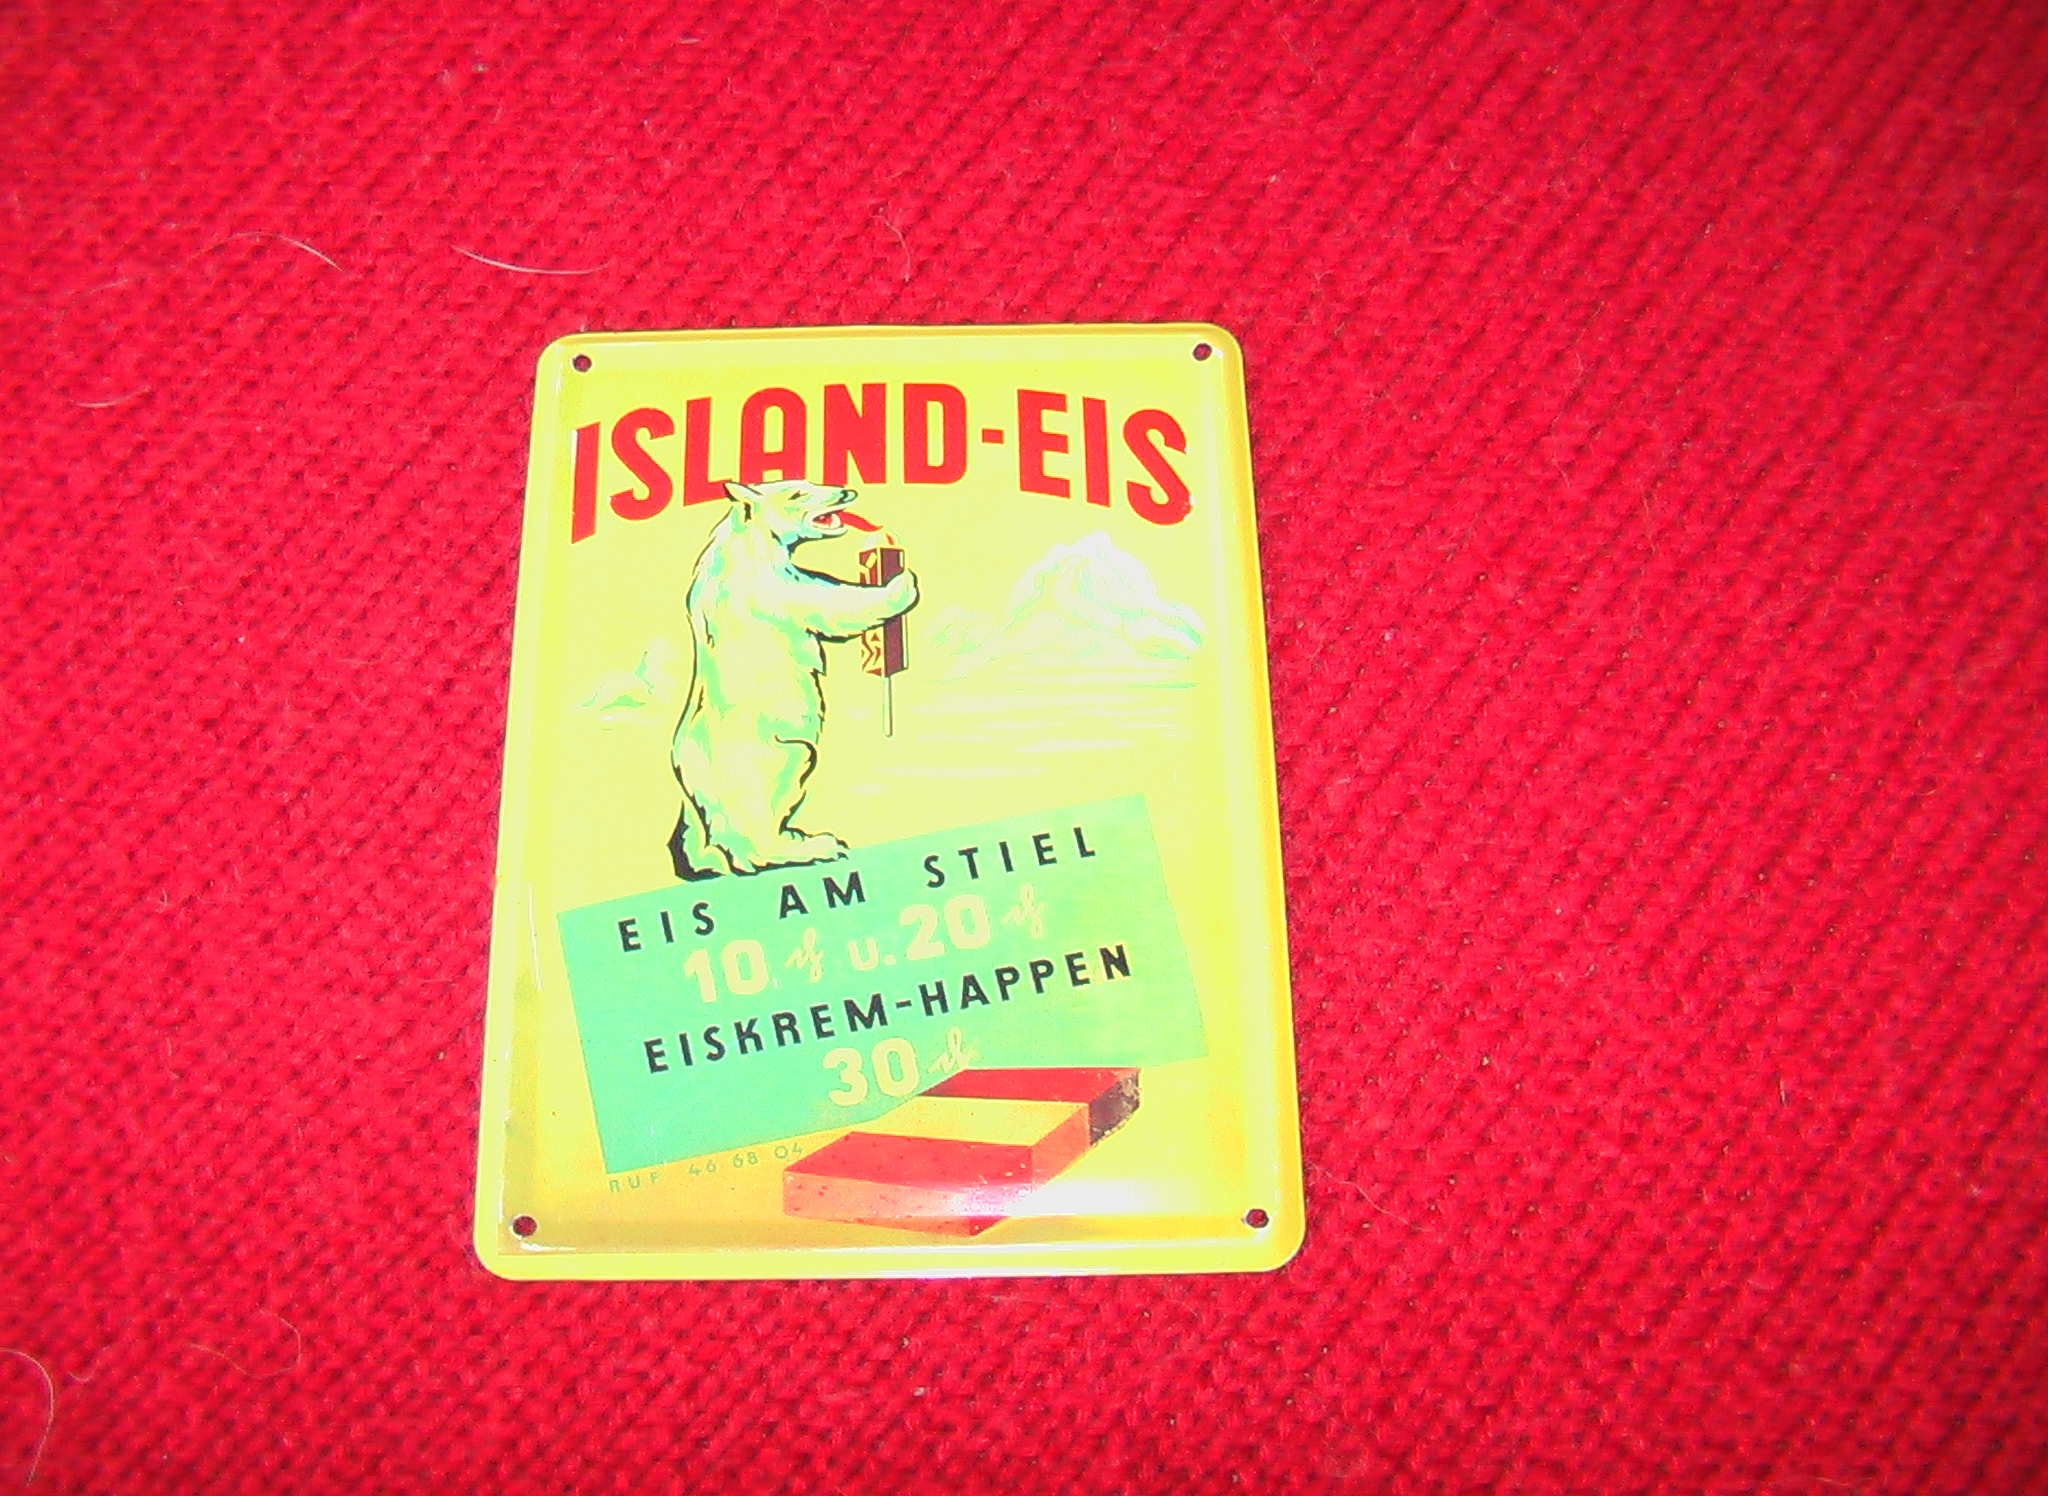 ISLAND-EIS
EIS AM STIEL
10 ₰ u. 20 ₰
EISKREM-HAPPEN
30 ₰
RUF 46 68 04